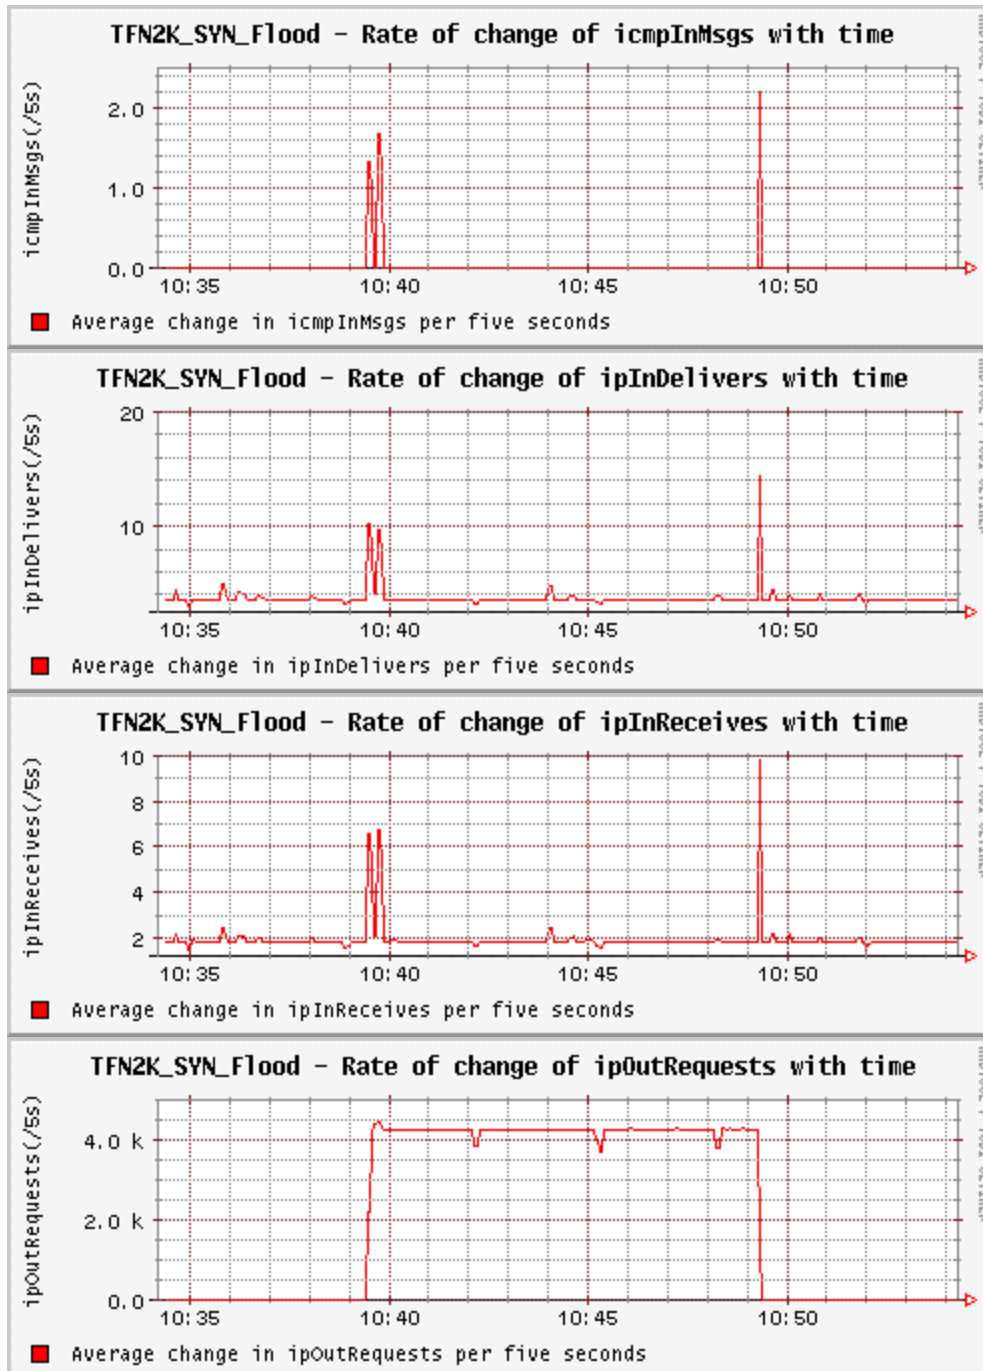 TFN2K_SYN_Flood - Rate of change of icmpInMsgs with time
icmpInMsgs(/5s)
2.0
1.0
0.0
10:35 10:40 10:45 10:50
Average change in icmpInMsgs per five seconds
TFN2K_SYN_Flood - Rate of change of ipInDelivers with time
ipInDelivers(/5s)
20
10
10:35 10:40 10:45 10:50
Average change in ipInDelivers per five seconds
TFN2K_SYN_Flood - Rate of change of ipInReceives with time
ipInReceives(/5s)
10
8
6
4
2
10:35 10:40 10:45 10:50
Average change in ipInReceives per five seconds
TFN2K_SYN_Flood - Rate of change of ipOutRequests with time
ipOutRequests(/5s)
4.0 k
2.0 k
0.0
10:35 10:40 10:45 10:50
Average change in ipOutRequests per five seconds